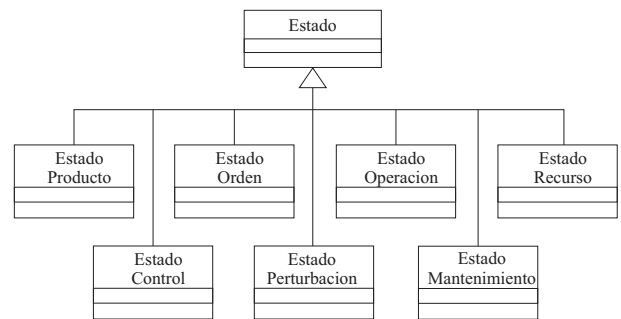 Estado
Estado
Producto
Estado
Orden
Estado
Operacion
Estado
Recurso
Estado
Control
Estado
Perturbacion
Estado
Mantenimiento